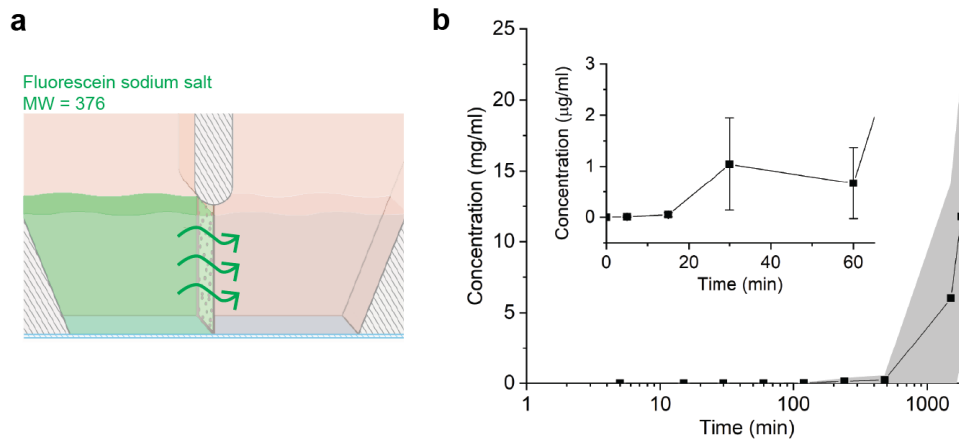 a
Fluorescein sodium salt
MW = 376
b
25
20
15
10
5
0
Concentration (mg/ml)
1
10
100
1000
Time (min)
3
2
1
0
Concentration (µg/ml)
0
20
40
60
Time (min)